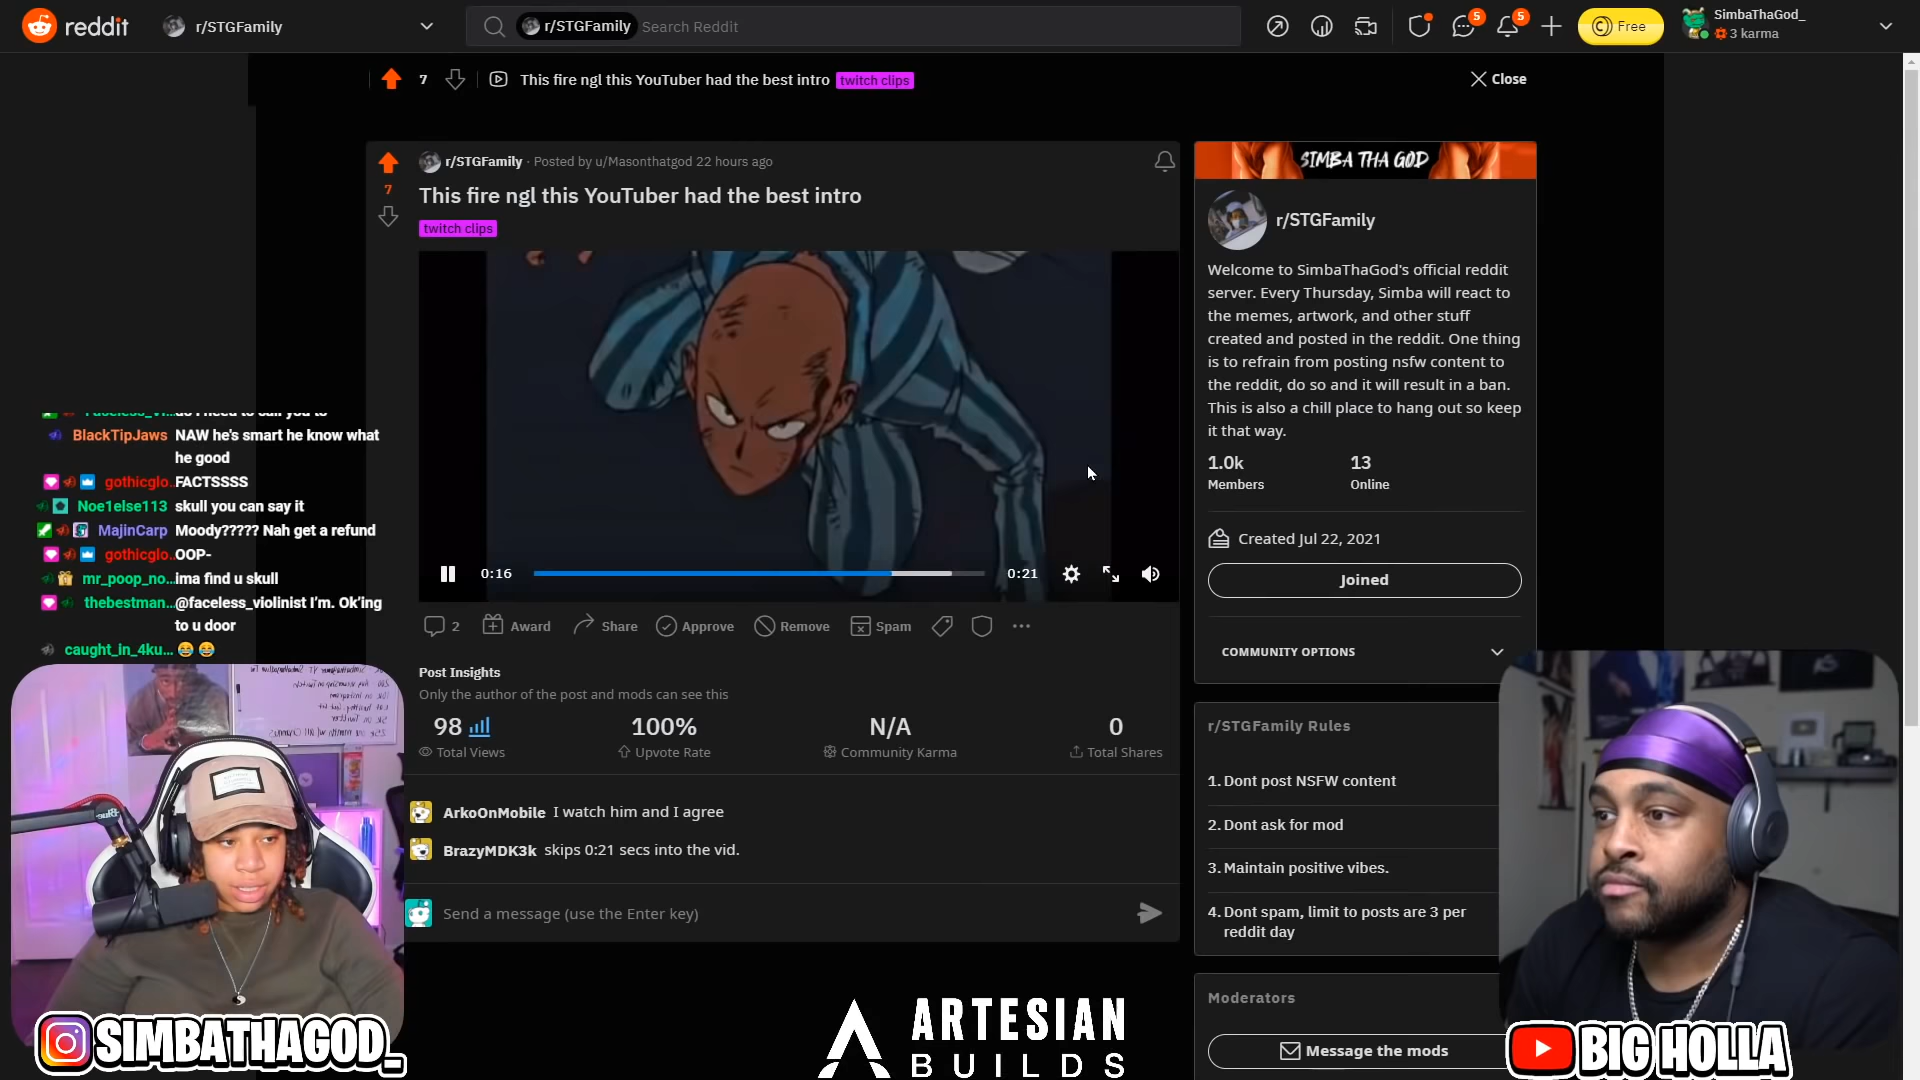 reddit
r/STGFamily
r/STGFamily Search Reddit
5
5
Free
SimbaThaGod_
3 karma
7
This fire ngl this YouTuber had the best intro twitch clips
Close
r/STGFamily · Posted by u/Masonthatgod 22 hours ago
7
This fire ngl this YouTuber had the best intro
twitch clips
0:16
0:21
2 Award Share Approve Remove Spam
Post Insights
Only the author of the post and mods can see this
98 100% N/A 0
Total Views Upvote Rate Community Karma Total Shares
ArkoOnMobile I watch him and I agree
BrazyMDK3k skips 0:21 secs into the vid.
Send a message (use the Enter key)
ARTESIAN
BUILDS
SIMBA THA GOD
r/STGFamily
Welcome to SimbaThaGod's official reddit
server. Every Thursday, Simba will react to
the memes, artwork, and other stuff
created and posted in the reddit. One thing
is to refrain from posting nsfw content to
the reddit, do so and it will result in a ban.
This is also a chill place to hang out so keep
it that way.
1.0k 13
Members Online
Created Jul 22, 2021
Joined
COMMUNITY OPTIONS
r/STGFamily Rules
1. Dont post NSFW content
2. Dont ask for mod
3. Maintain positive vibes.
4. Dont spam, limit to posts are 3 per
reddit day
Moderators
Message the mods
BlackTipJaws NAW he's smart he know what
he good
gothicglo... FACTSSSS
Noe1else113 skull you can say it
MajinCarp Moody????? Nah get a refund
gothicglo... OOP-
mr_poop_no... ima find u skull
thebestman... @faceless_violinist I'm. Ok'ing
to u door
caught_in_4ku... 😂 😂
SIMBATHAGOD_
BIG HOLLA